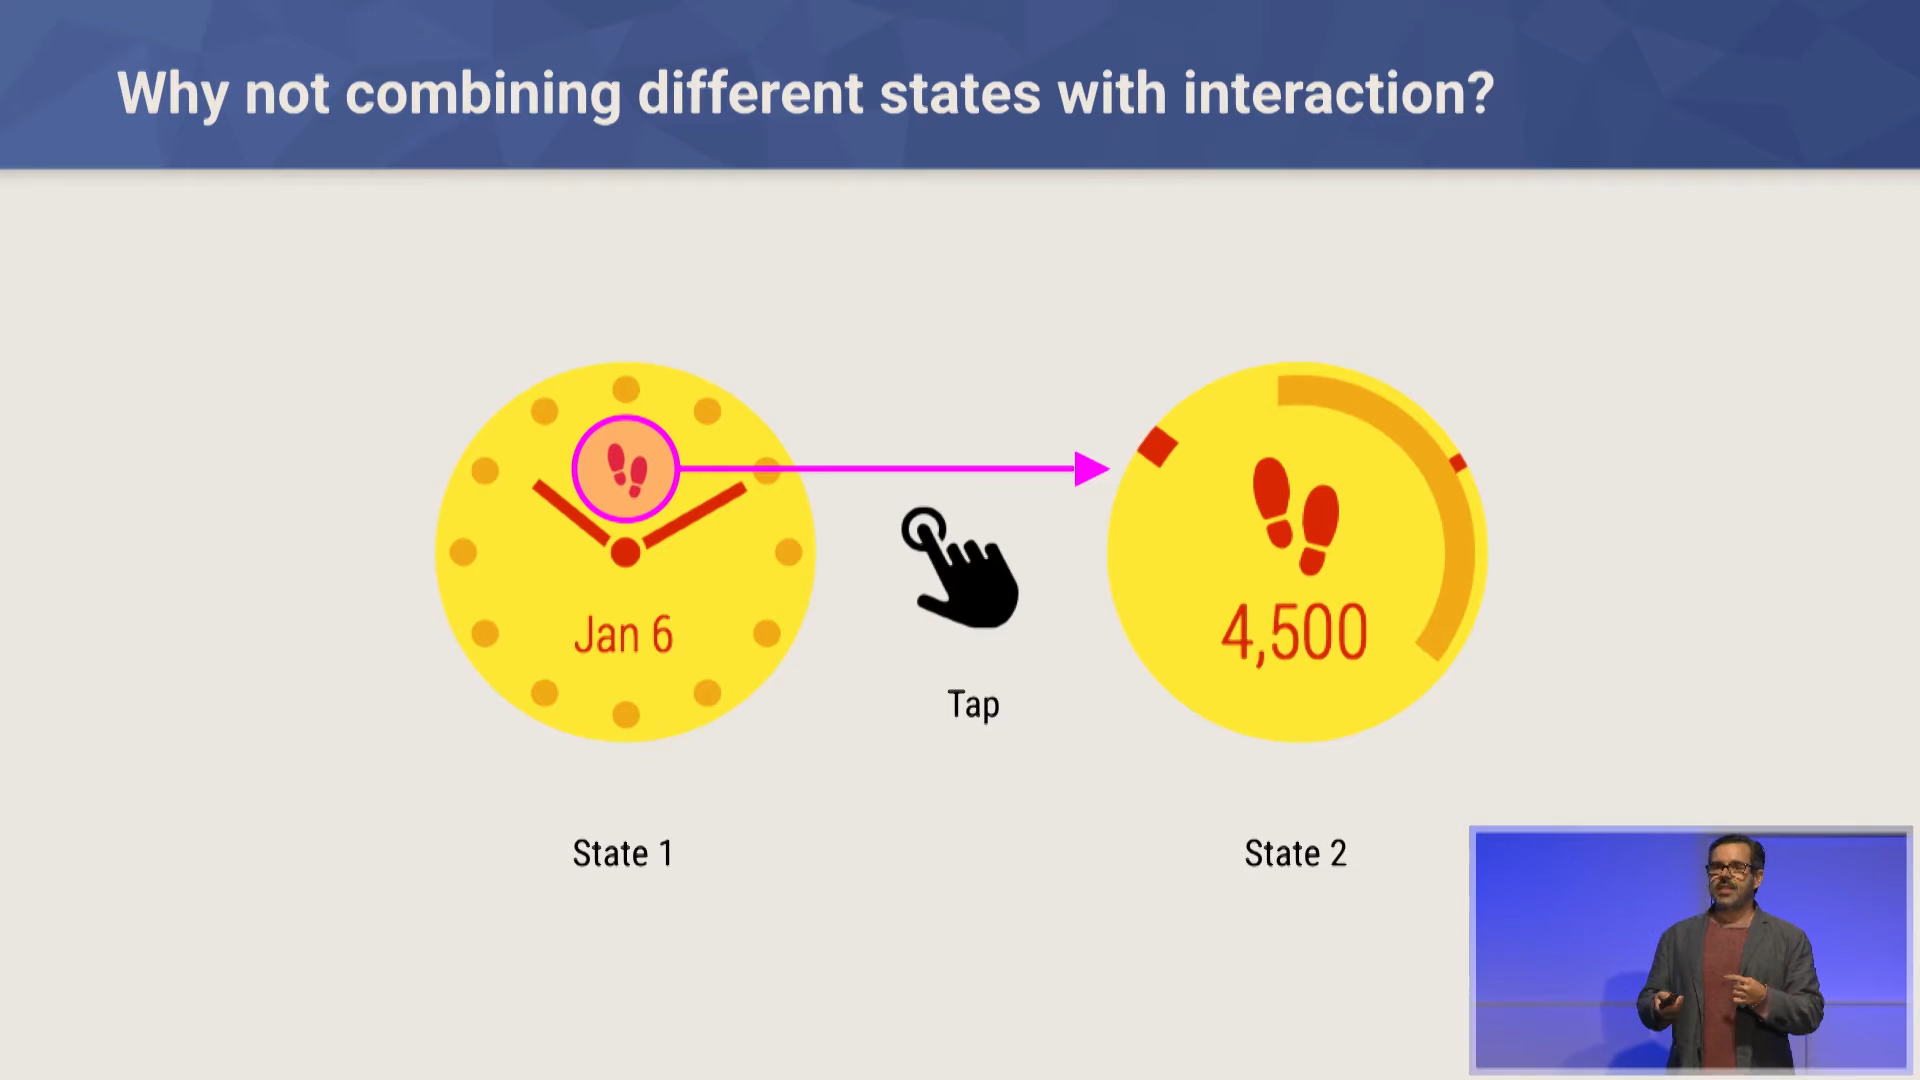 Why not combining different states with interaction?
Jan 6
4,500
Tap
State 1
State 2